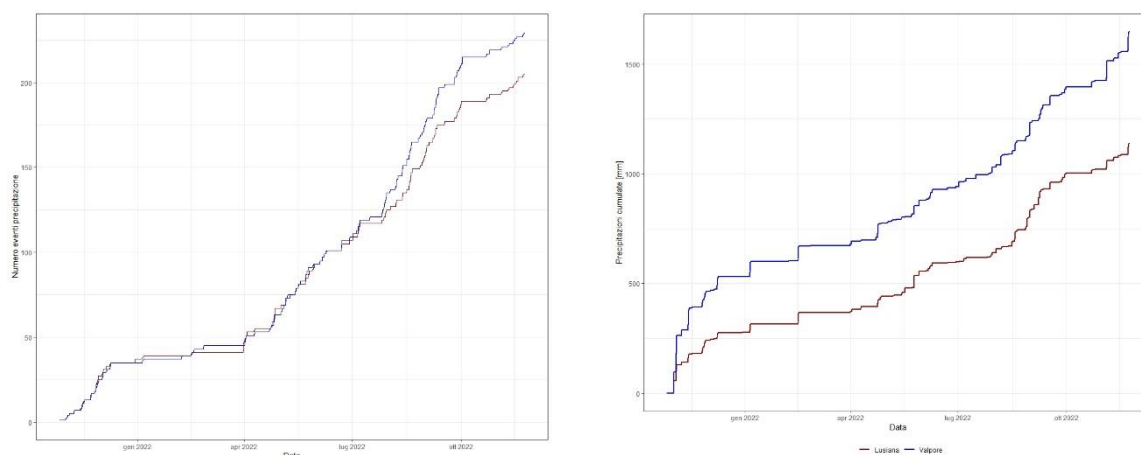 Numero eventi precipitazione
200
150
100
50
0
gen 2022 apr 2022 lug 2022 ott 2022
Data
Precipitazioni cumulate [mm]
1500
1000
500
0
gen 2022 apr 2022 lug 2022 ott 2022
Data
Lusiana Valpore